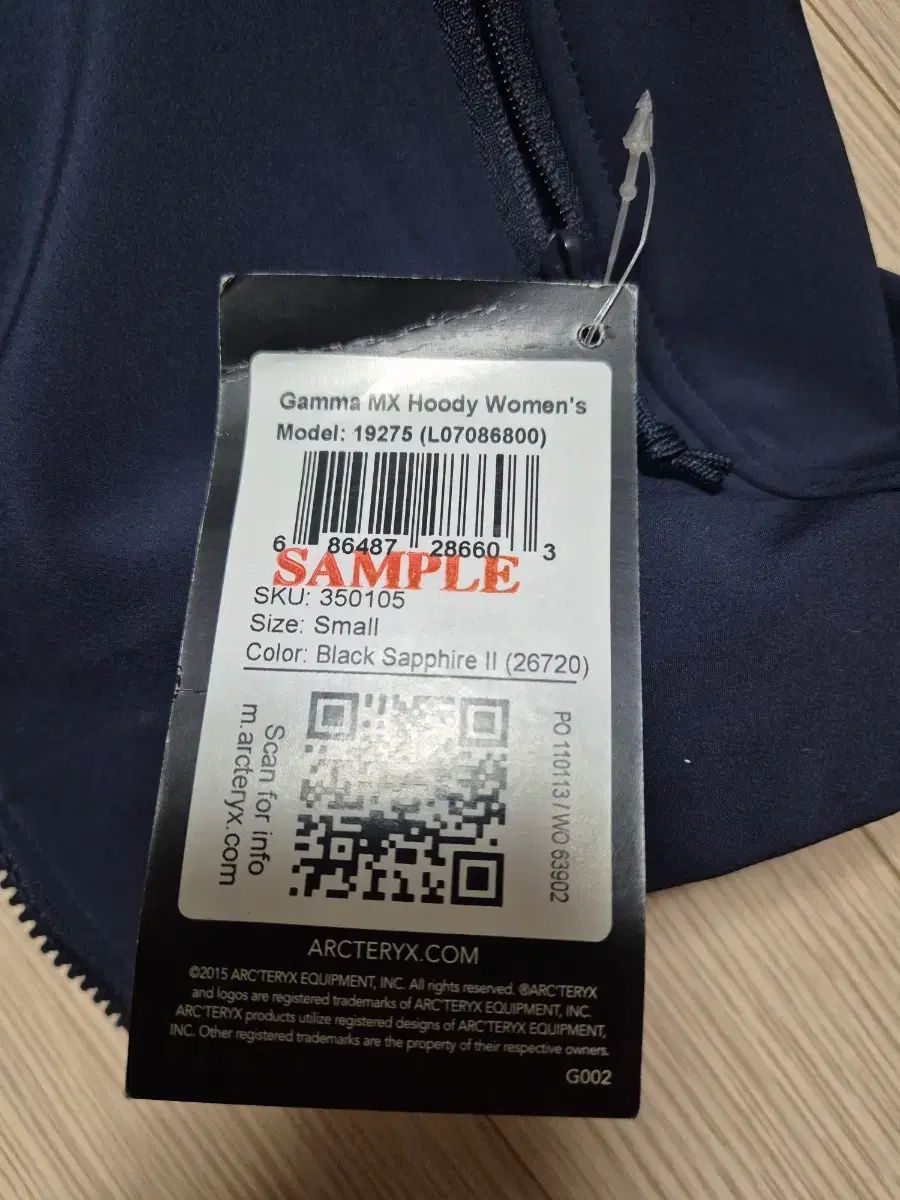 Gamma MX Hoody Women's
Model: 19275 (L07086800)
6 86487 28660 3
SAMPLE
SKU: 350105
Size: Small
Color: Black Sapphire II (26720)
Scan for info
m.arcteryx.com
PO 110113 / WO 63902
ARCTERYX.COM
©2015 ARC'TERYX EQUIPMENT, INC. All rights reserved. ®ARC'TERYX
and logos are registered trademarks of ARC'TERYX EQUIPMENT, INC.
ARC'TERYX products utilize registered designs of ARC'TERYX EQUIPMENT,
INC. Other registered trademarks are the property of their respective owners.
G002